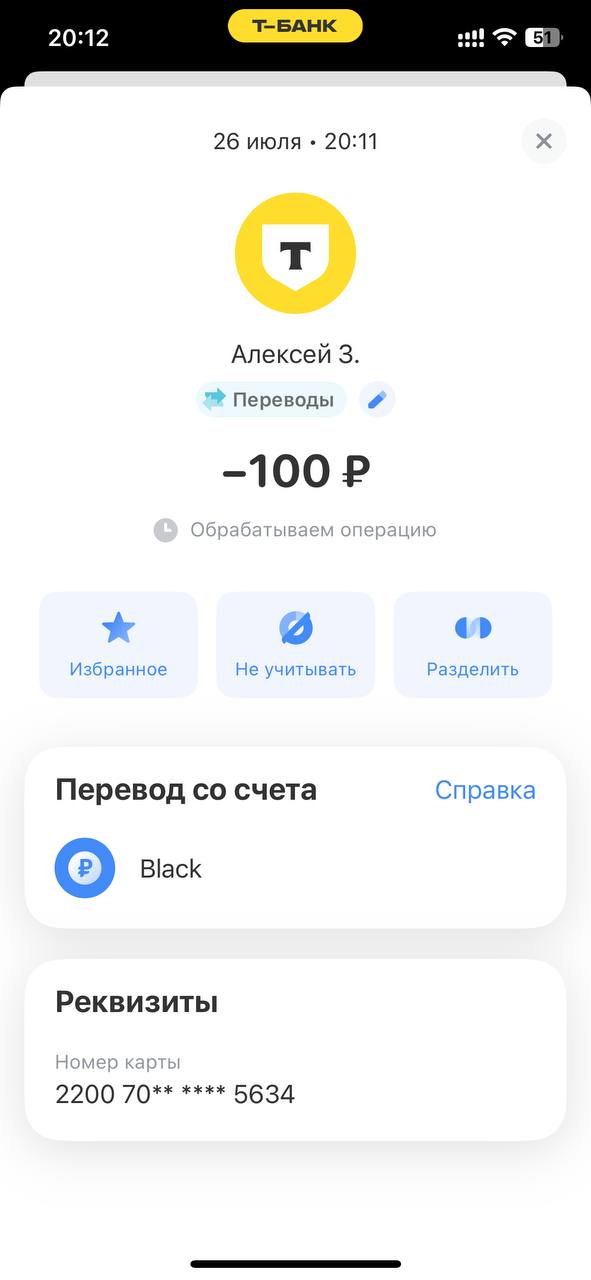 20:12
Т–БАНК
51
26 июля • 20:11
Т
Алексей З.
Переводы
–100 ₽
Обрабатываем операцию
Избранное
Не учитывать
Разделить
Перевод со счета
Справка
₽
Black
Реквизиты
Номер карты
2200 70** **** 5634